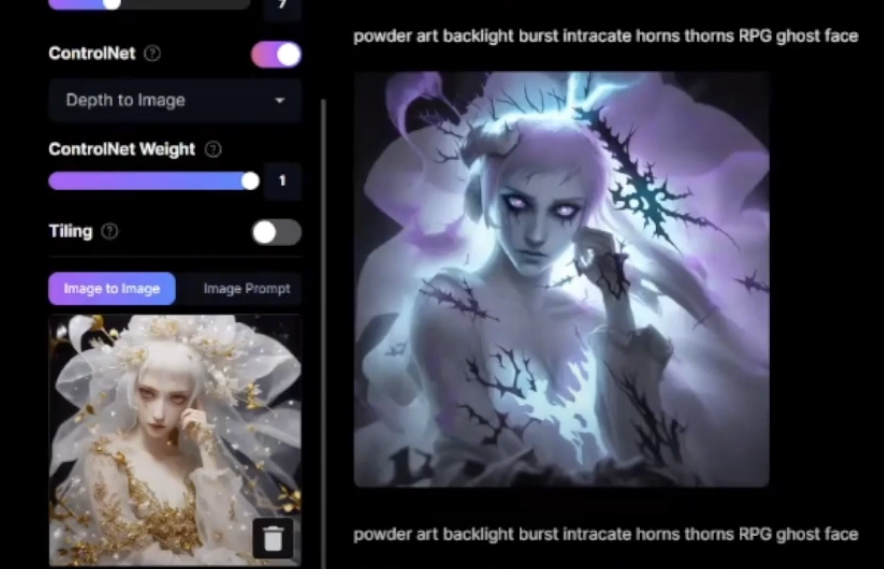 powder art backlight burst intracate horns thorns RPG ghost face
ControlNet
Depth to Image
ControlNet Weight
1
Tiling
Image to Image
Image Prompt
powder art backlight burst intracate horns thorns RPG ghost face